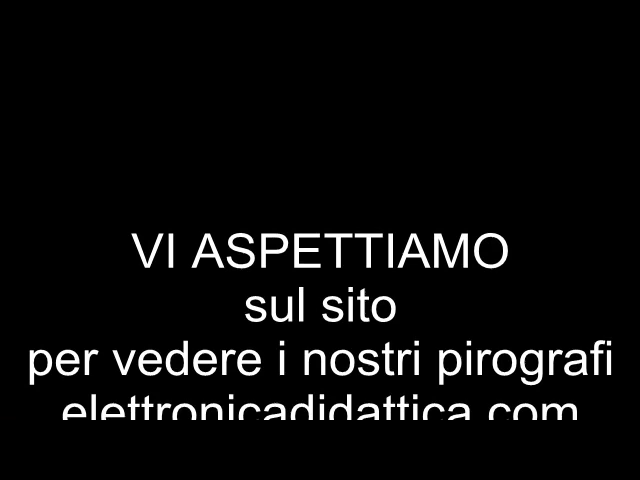 VI ASPETTIAMO
sul sito
per vedere i nostri pirografi
elettronicadidattica.com